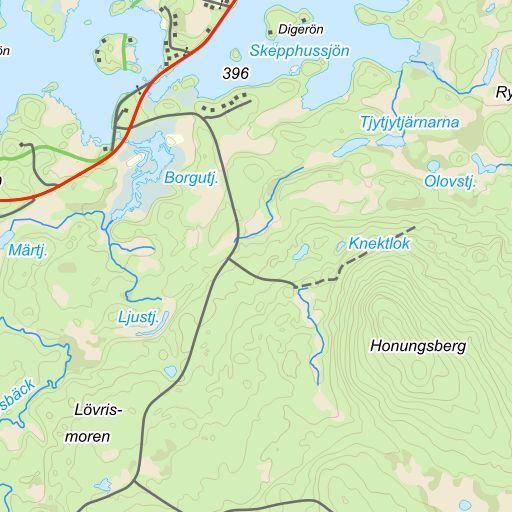 Digerön
Skepphussjön
396
Tjytjytjärnarna
Borgutj.
Olovstj.
Knektlok
Märtj.
Ljustj.
Honungsberg
Lövris-
moren